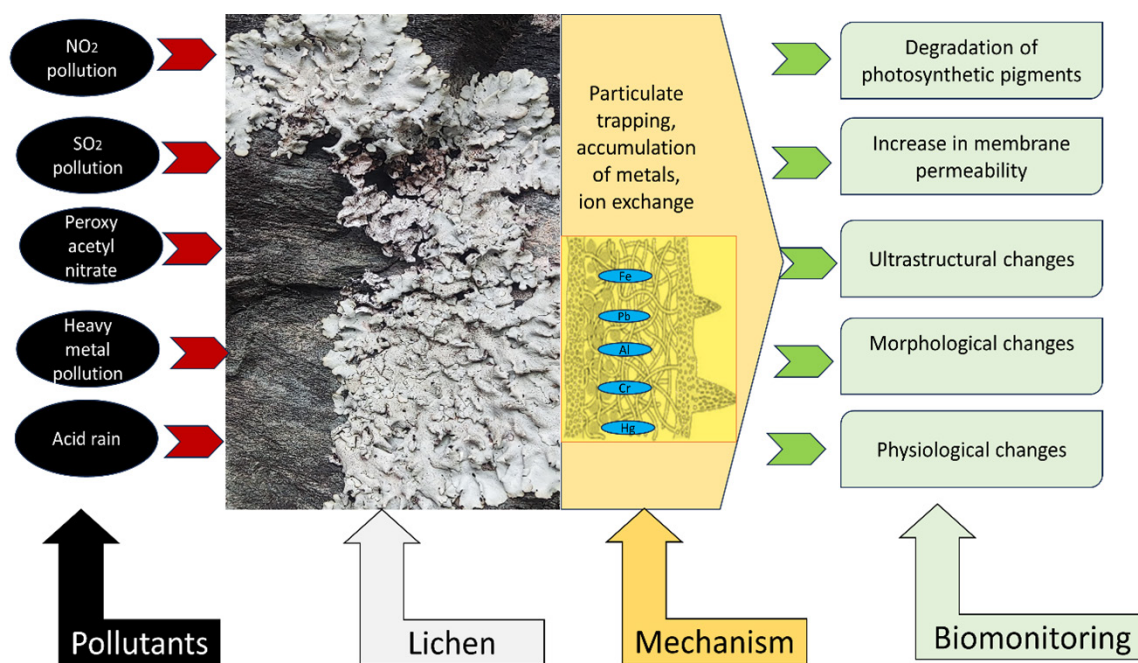 NO₂
pollution
SO₂
pollution
Peroxy
acetyl
nitrate
Heavy
metal
pollution
Acid rain
Particulate
trapping,
accumulation
of metals,
ion exchange
Fe
Pb
Al
Cr
Hg
Degradation of
photosynthetic pigments
Increase in membrane
permeability
Ultrastructural changes
Morphological changes
Physiological changes
Pollutants
Lichen
Mechanism
Biomonitoring